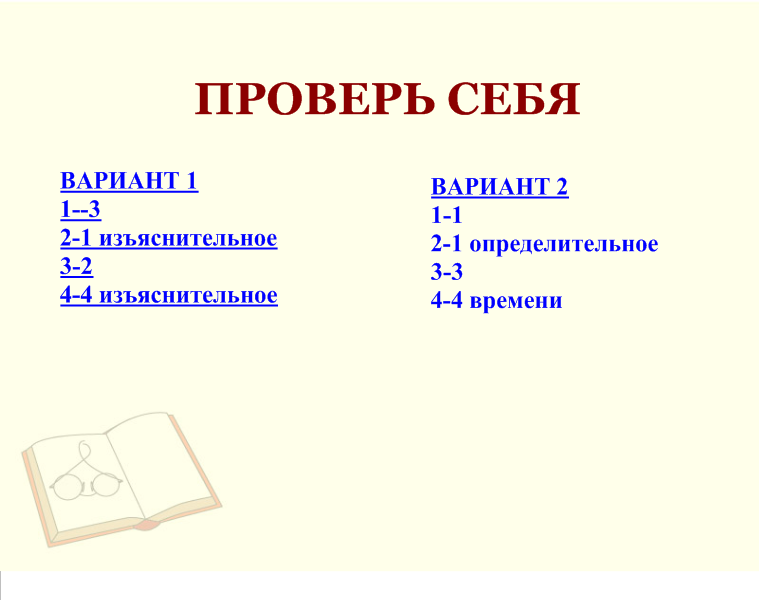 ПРОВЕРЬ СЕБЯ
ВАРИАНТ 1
1--3
2-1 изъяснительное
3-2
4-4 изъяснительное
ВАРИАНТ 2
1-1
2-1 определительное
3-3
4-4 времени